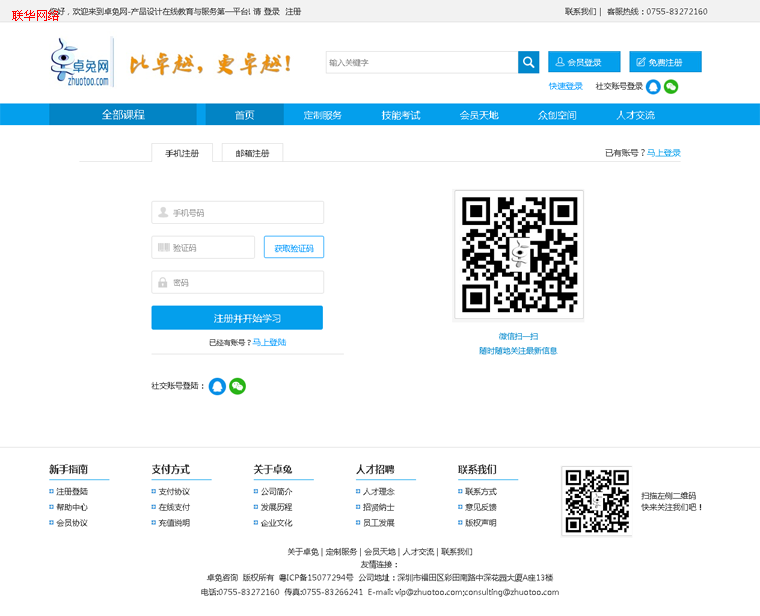 联华网络
您好，欢迎来到卓兔网-产品设计在线教育与服务第一平台! 请 登录 注册
联系我们 | 客服热线：0755-83272160
卓兔网
zhuotoo.com
比卓越，更卓越!
输入关键字
会员登录
免费注册
快速登录 社交账号登录
全部课程 首页 定制服务 技能考试 会员天地 众创空间 人才交流
手机注册 邮箱注册 已有账号？马上登录
手机号码
验证码 获取验证码
密码
注册并开始学习
已经有账号？马上登陆
社交账号登陆：
微信扫一扫
随时随地关注最新信息
新手指南 支付方式 关于卓兔 人才招聘 联系我们
注册登陆 支付协议 公司简介 人才理念 联系方式
帮助中心 在线支付 发展历程 招贤纳士 意见反馈
会员协议 充值说明 企业文化 员工发展 版权声明
扫描左侧二维码
快来关注我们吧！
关于卓兔 | 定制服务 | 会员天地 | 人才交流 | 联系我们
友情连接：
卓兔咨询 版权所有 粤ICP备15077294号 公司地址：深圳市福田区彩田南路中深花园大厦A座13楼
电话:0755-83272160 传真:0755-83266241 E-mail: vip@zhuotoo.com;consulting@zhuotoo.com